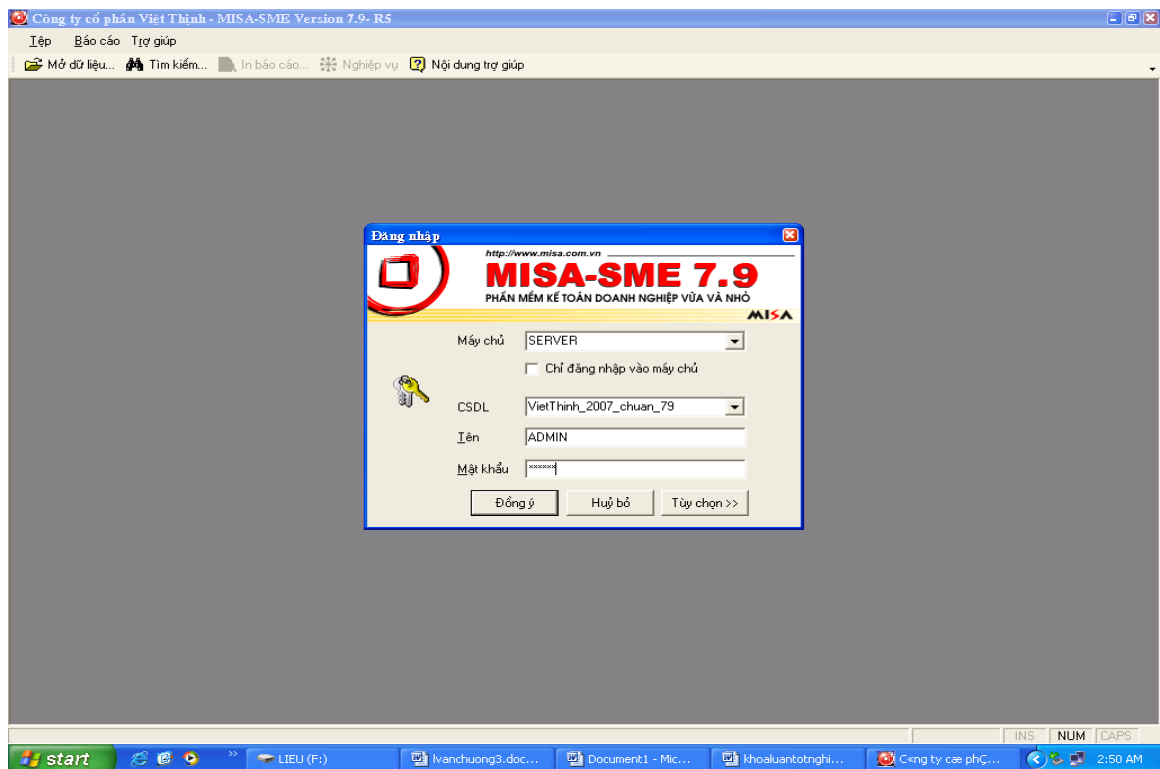 Công ty cổ phần Việt Thịnh - MISA-SME Version 7.9- R5
Tệp Báo cáo Trợ giúp
Mở dữ liệu... Tìm kiếm... In báo cáo... Nghiệp vụ Nội dung trợ giúp
Đăng nhập
http://www.misa.com.vn
MISA-SME 7.9
PHẦN MỀM KẾ TOÁN DOANH NGHIỆP VỪA VÀ NHỎ
MISA
Máy chủ SERVER
Chỉ đăng nhập vào máy chủ
CSDL VietThinh_2007_chuan_79
Tên ADMIN
Mật khẩu ******
Đồng ý Huỷ bỏ Tùy chọn >>
INS NUM CAPS
start LIEU (F:) lvanchuong3.doc... Document1 - Mic... khoaluantotnghi... C«ng ty cæ phÇ... 2:50 AM